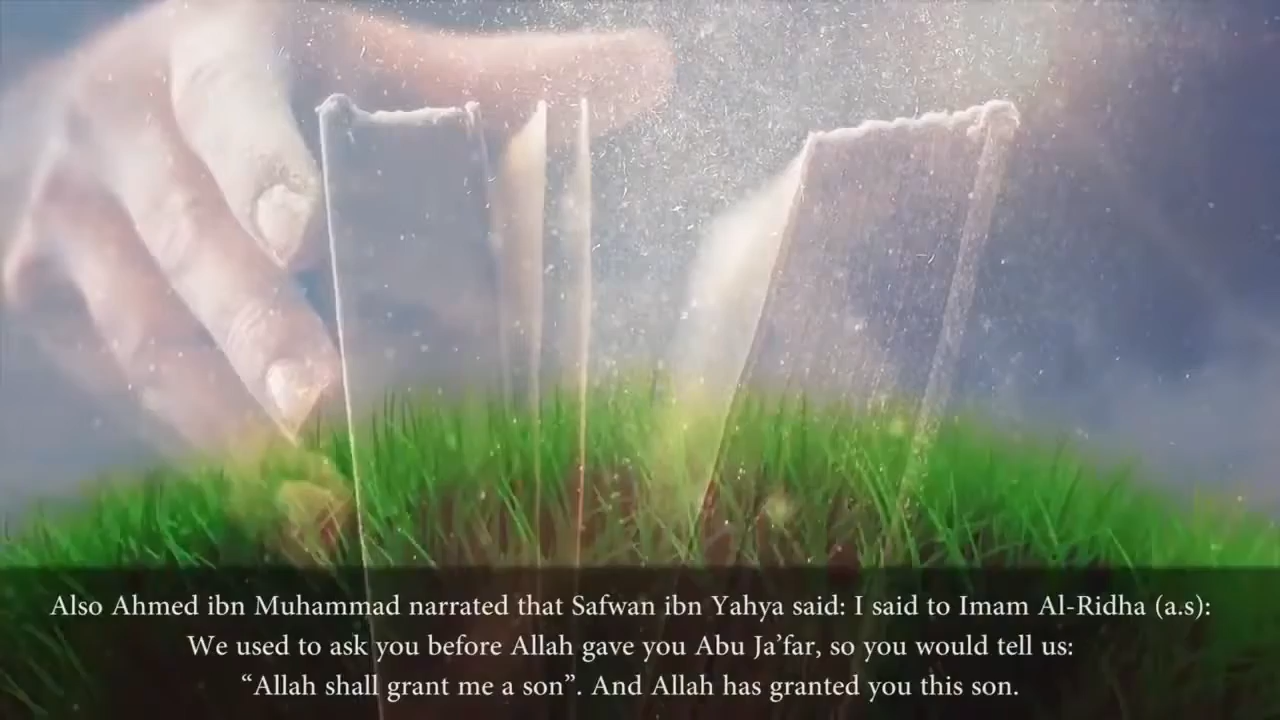 Also Ahmed ibn Muhammad narrated that Safwan ibn Yahya said: I said to Imam Al-Ridha (a.s):
We used to ask you before Allah gave you Abu Ja’far, so you would tell us:
“Allah shall grant me a son”. And Allah has granted you this son.